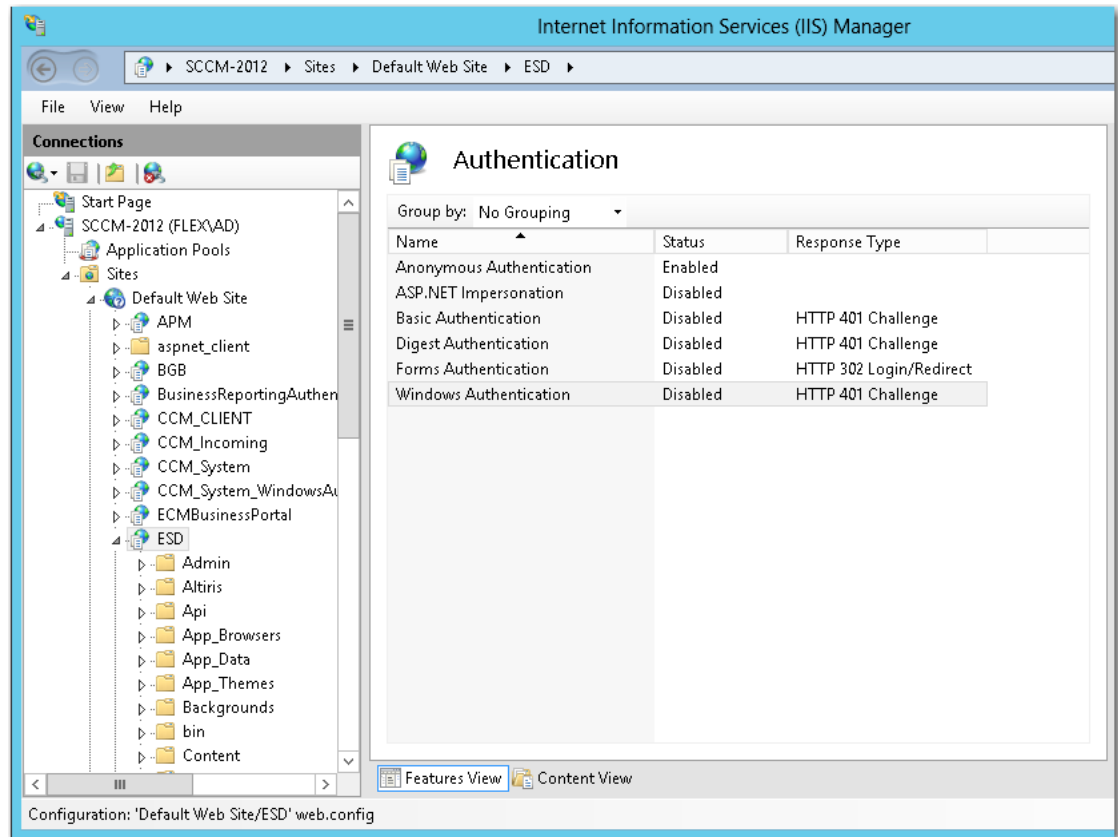 Internet Information Services (IIS) Manager
SCCM-2012 Sites Default Web Site ESD
File View Help
Connections
Start Page
SCCM-2012 (FLEX\AD)
Application Pools
Sites
Default Web Site
APM
aspnet_client
BGB
BusinessReportingAuthen
CCM_CLIENT
CCM_Incoming
CCM_System
CCM_System_WindowsAu
ECMBusinessPortal
ESD
Admin
Altiris
Api
App_Browsers
App_Data
App_Themes
Backgrounds
bin
Content
Authentication
Group by: No Grouping
Name Status Response Type
Anonymous Authentication Enabled
ASP.NET Impersonation Disabled
Basic Authentication Disabled HTTP 401 Challenge
Digest Authentication Disabled HTTP 401 Challenge
Forms Authentication Disabled HTTP 302 Login/Redirect
Windows Authentication Disabled HTTP 401 Challenge
Features View Content View
Configuration: 'Default Web Site/ESD' web.config